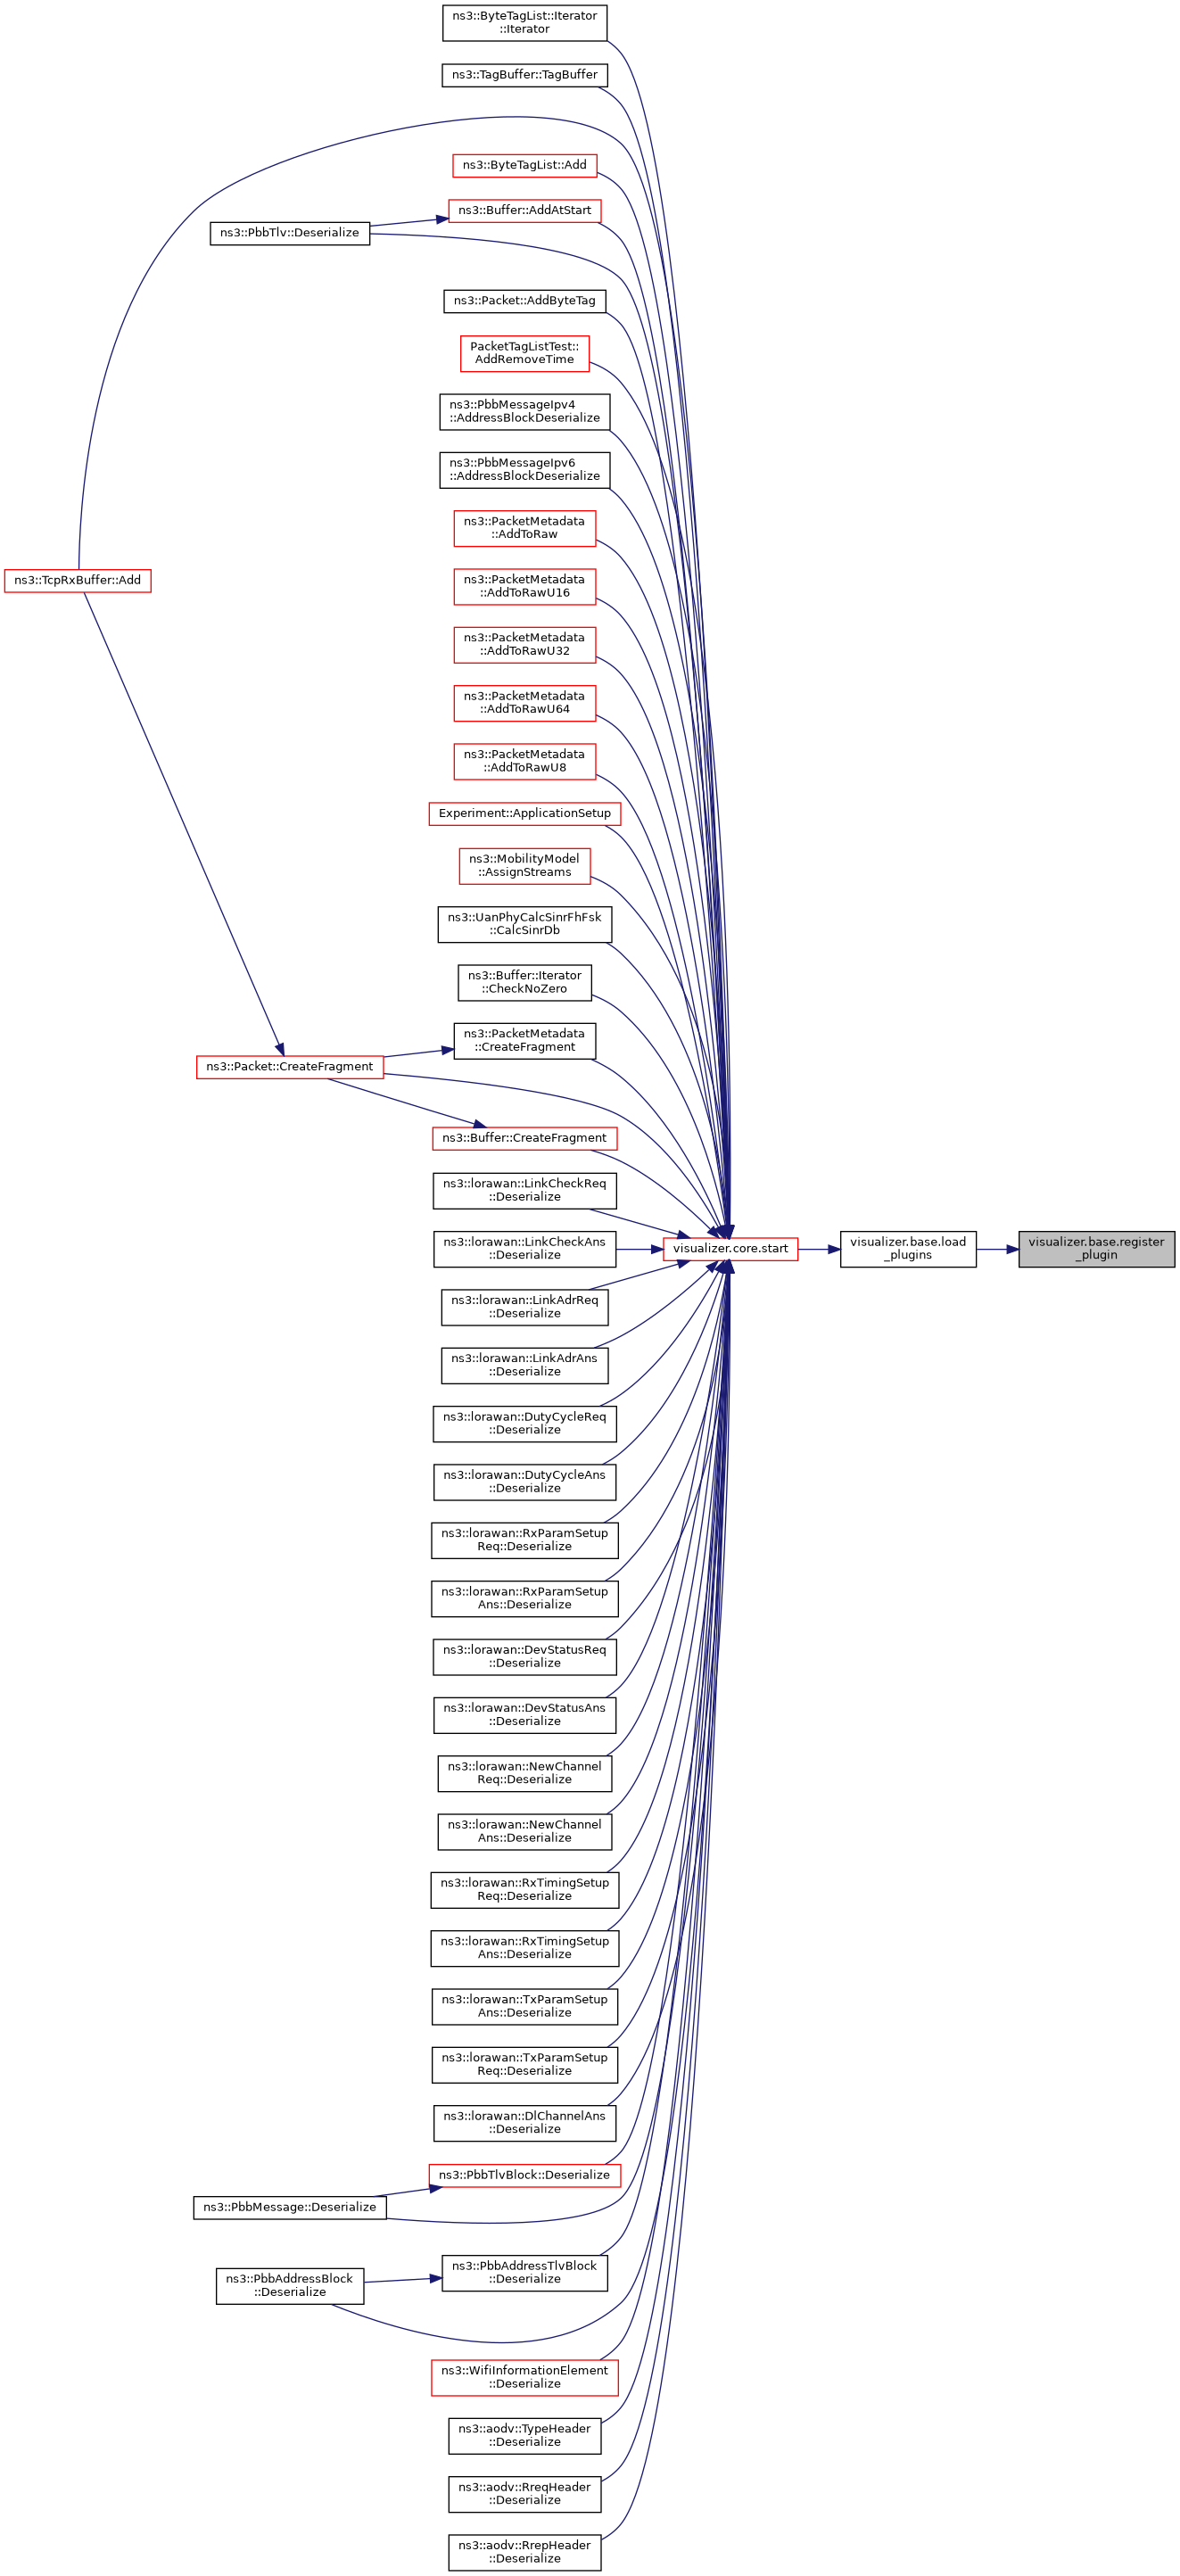 ns3::ByteTagList::Iterator
::Iterator
ns3::TagBuffer::TagBuffer
ns3::ByteTagList::Add
ns3::Buffer::AddAtStart
ns3::PbbTlv::Deserialize
ns3::Packet::AddByteTag
PacketTagListTest::
AddRemoveTime
ns3::PbbMessageIpv4
::AddressBlockDeserialize
ns3::PbbMessageIpv6
::AddressBlockDeserialize
ns3::PacketMetadata
::AddToRaw
ns3::TcpRxBuffer::Add
ns3::PacketMetadata
::AddToRawU16
ns3::PacketMetadata
::AddToRawU32
ns3::PacketMetadata
::AddToRawU64
ns3::PacketMetadata
::AddToRawU8
Experiment::ApplicationSetup
ns3::MobilityModel
::AssignStreams
ns3::UanPhyCalcSinrFhFsk
::CalcSinrDb
ns3::Buffer::Iterator
::CheckNoZero
ns3::PacketMetadata
::CreateFragment
ns3::Packet::CreateFragment
ns3::Buffer::CreateFragment
ns3::lorawan::LinkCheckReq
::Deserialize
ns3::lorawan::LinkCheckAns
::Deserialize
visualizer.core.start
visualizer.base.load
_plugins
visualizer.base.register
_plugin
ns3::lorawan::LinkAdrReq
::Deserialize
ns3::lorawan::LinkAdrAns
::Deserialize
ns3::lorawan::DutyCycleReq
::Deserialize
ns3::lorawan::DutyCycleAns
::Deserialize
ns3::lorawan::RxParamSetup
Req::Deserialize
ns3::lorawan::RxParamSetup
Ans::Deserialize
ns3::lorawan::DevStatusReq
::Deserialize
ns3::lorawan::DevStatusAns
::Deserialize
ns3::lorawan::NewChannel
Req::Deserialize
ns3::lorawan::NewChannel
Ans::Deserialize
ns3::lorawan::RxTimingSetup
Req::Deserialize
ns3::lorawan::RxTimingSetup
Ans::Deserialize
ns3::lorawan::TxParamSetup
Ans::Deserialize
ns3::lorawan::TxParamSetup
Req::Deserialize
ns3::lorawan::DlChannelAns
::Deserialize
ns3::PbbTlvBlock::Deserialize
ns3::PbbMessage::Deserialize
ns3::PbbAddressTlvBlock
::Deserialize
ns3::PbbAddressBlock
::Deserialize
ns3::WifiInformationElement
::Deserialize
ns3::aodv::TypeHeader
::Deserialize
ns3::aodv::RreqHeader
::Deserialize
ns3::aodv::RrepHeader
::Deserialize